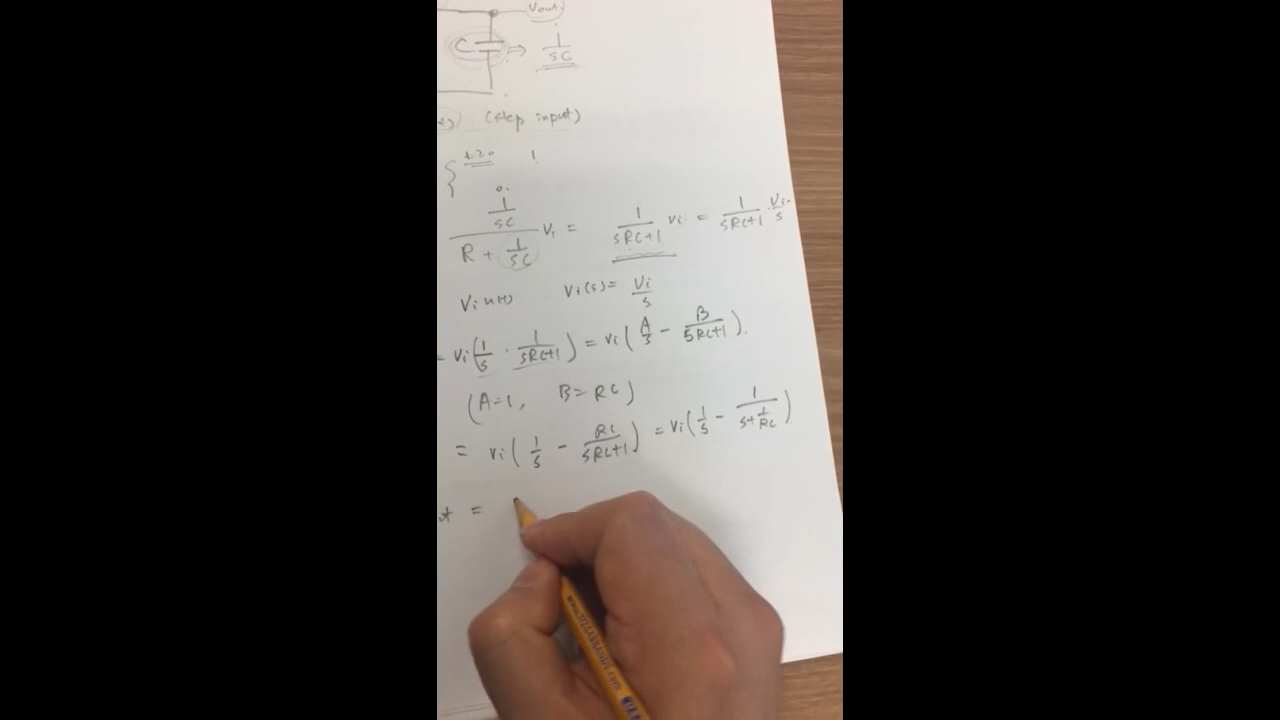 Vout
C ⇒ 1/SC
(step input)
{ t≥0 1
0.
(1/SC)/(R + 1/SC) Vi = 1/(SRC+1) Vi = 1/(SRC+1) · Vi/s
Vi u(t) Vi(s) = Vi/s
= Vi(1/s · 1/(SRC+1)) = Vi(A/s - B/(SRC+1)).
(A=1, B=RC)
= Vi(1/s - RC/(SRC+1)) = Vi(1/s - 1/(s+1/RC))
=